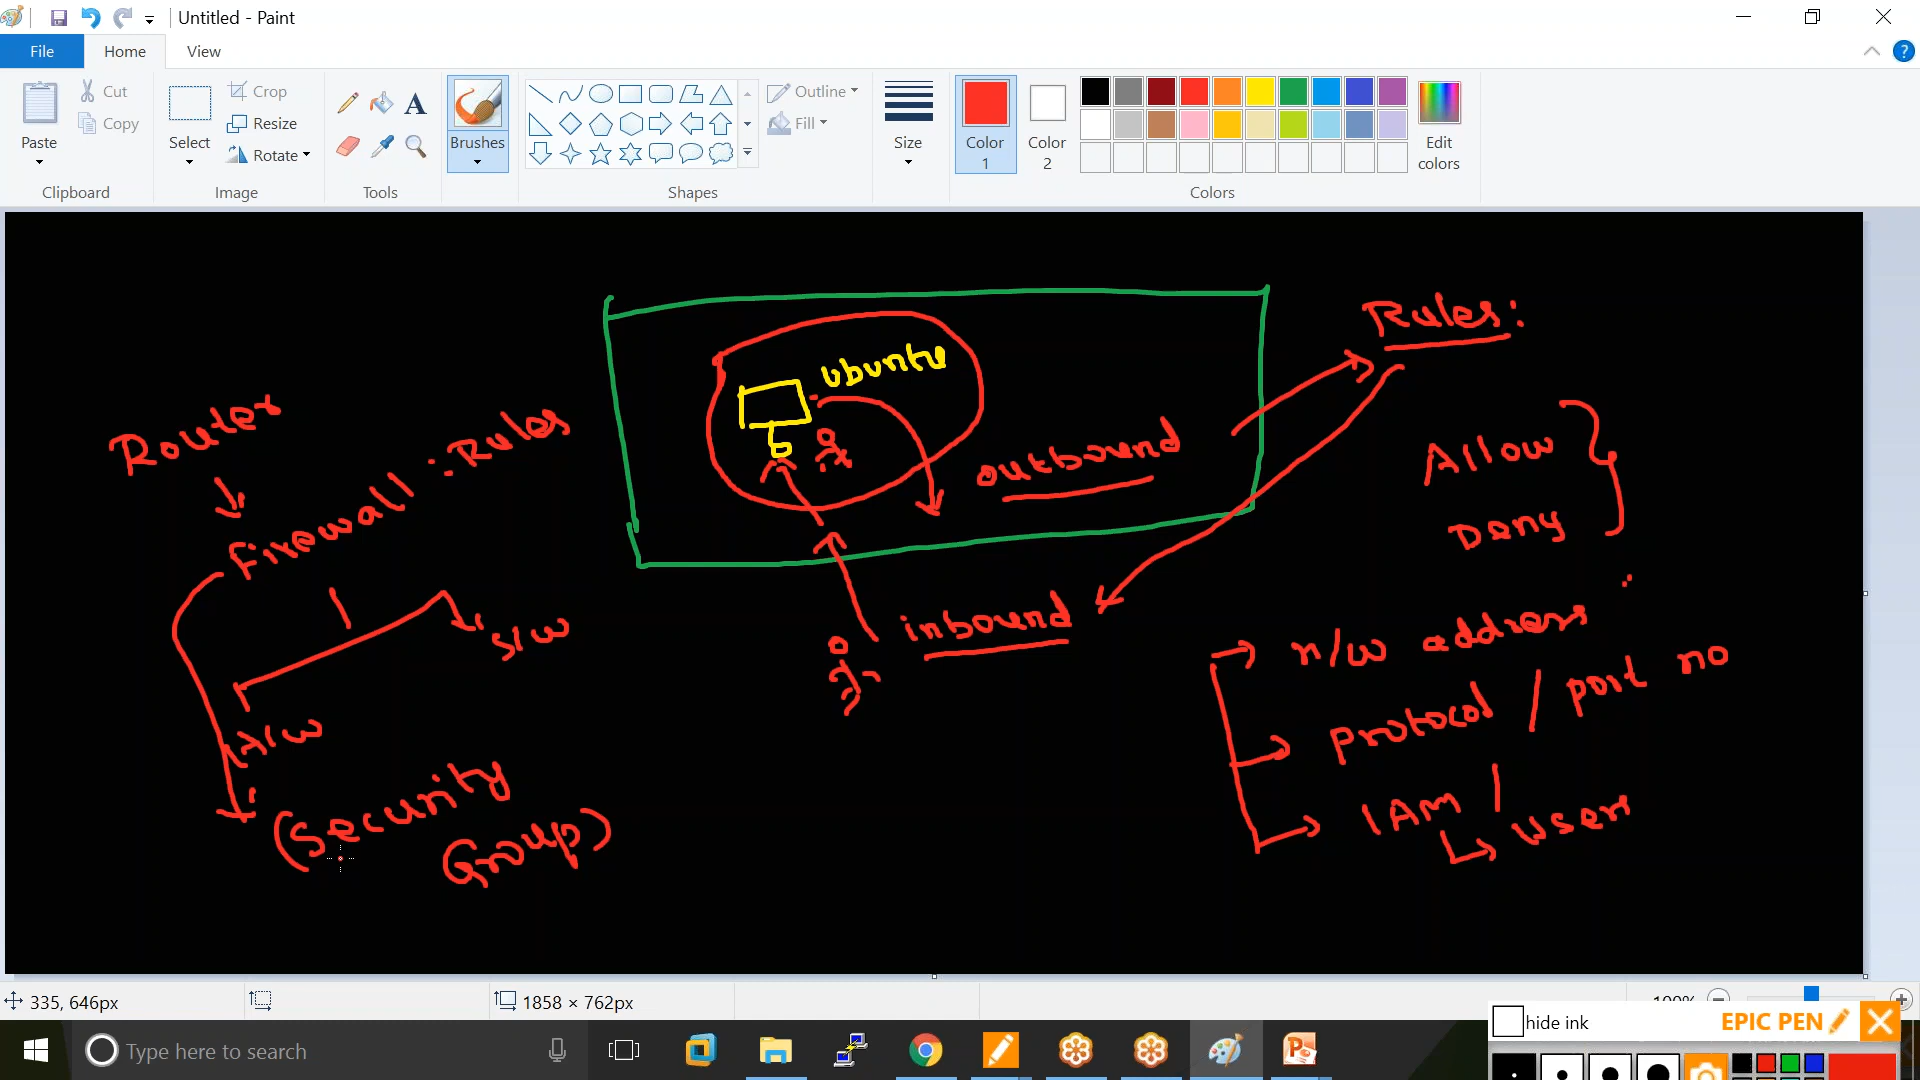 Untitled - Paint
File
Home
View
Paste
Cut
Copy
Clipboard
Select
Crop
Resize
Rotate
Image
A
Tools
Brushes
Shapes
Outline
Fill
Size
Color 1
Color 2
Edit colors
Colors
Rules:
ubuntu
Router
Firewall : Rules
outbound
Allow
Deny
inbound
S/W
H/W
n/w address
protocol / port no
IAM /
User
(Security
Group)
335, 646px
1858 × 762px
100%
hide ink
EPIC PEN
Type here to search